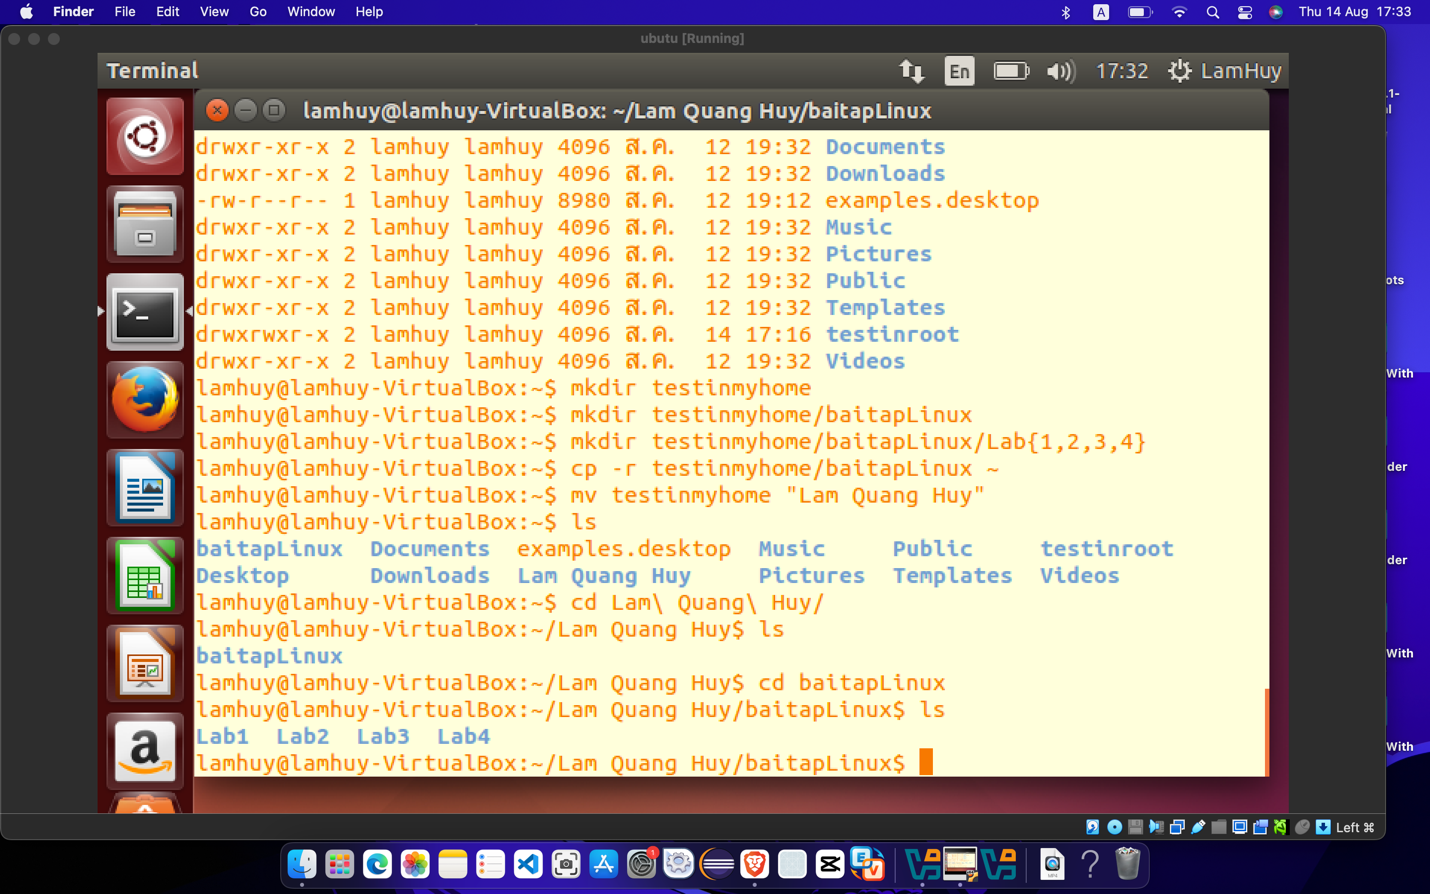 Finder File Edit View Go Window Help
A Thu 14 Aug 17:33
ubutu [Running]
Terminal
En 17:32 LamHuy
lamhuy@lamhuy-VirtualBox: ~/Lam Quang Huy/baitapLinux
drwxr-xr-x 2 lamhuy lamhuy 4096 ส.ค. 12 19:32 Documents
drwxr-xr-x 2 lamhuy lamhuy 4096 ส.ค. 12 19:32 Downloads
-rw-r--r-- 1 lamhuy lamhuy 8980 ส.ค. 12 19:12 examples.desktop
drwxr-xr-x 2 lamhuy lamhuy 4096 ส.ค. 12 19:32 Music
drwxr-xr-x 2 lamhuy lamhuy 4096 ส.ค. 12 19:32 Pictures
drwxr-xr-x 2 lamhuy lamhuy 4096 ส.ค. 12 19:32 Public
drwxr-xr-x 2 lamhuy lamhuy 4096 ส.ค. 12 19:32 Templates
drwxrwxr-x 2 lamhuy lamhuy 4096 ส.ค. 14 17:16 testinroot
drwxr-xr-x 2 lamhuy lamhuy 4096 ส.ค. 12 19:32 Videos
lamhuy@lamhuy-VirtualBox:~$ mkdir testinmyhome
lamhuy@lamhuy-VirtualBox:~$ mkdir testinmyhome/baitapLinux
lamhuy@lamhuy-VirtualBox:~$ mkdir testinmyhome/baitapLinux/Lab{1,2,3,4}
lamhuy@lamhuy-VirtualBox:~$ cp -r testinmyhome/baitapLinux ~
lamhuy@lamhuy-VirtualBox:~$ mv testinmyhome "Lam Quang Huy"
lamhuy@lamhuy-VirtualBox:~$ ls
baitapLinux Documents examples.desktop Music Public testinroot
Desktop Downloads Lam Quang Huy Pictures Templates Videos
lamhuy@lamhuy-VirtualBox:~$ cd Lam\ Quang\ Huy/
lamhuy@lamhuy-VirtualBox:~/Lam Quang Huy$ ls
baitapLinux
lamhuy@lamhuy-VirtualBox:~/Lam Quang Huy$ cd baitapLinux
lamhuy@lamhuy-VirtualBox:~/Lam Quang Huy/baitapLinux$ ls
Lab1 Lab2 Lab3 Lab4
lamhuy@lamhuy-VirtualBox:~/Lam Quang Huy/baitapLinux$
Left ⌘
ots
With
der
der
With
With